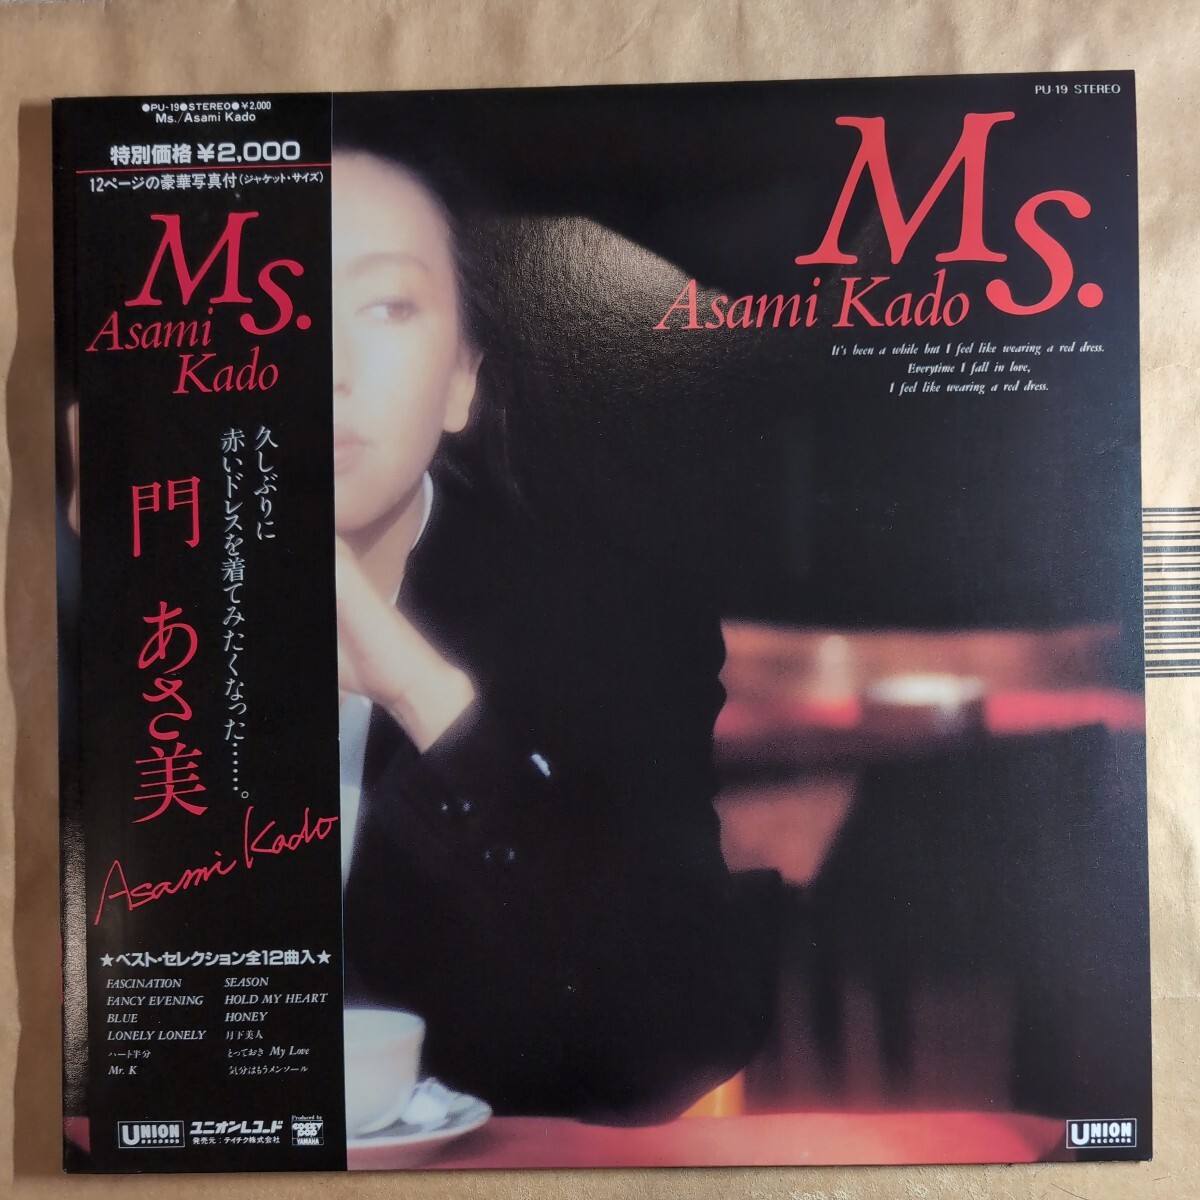 ●PU-19●STEREO●¥2,000
Ms./Asami Kado
特別価格 ¥2,000
12ページの豪華写真付(ジャケット・サイズ)
Ms.
Asami
Kado
久しぶりに
赤いドレスを着てみたくなった……。
門 あさ美
Asami Kado
★ベスト・セレクション全12曲入★
FASCINATION
FANCY EVENING
BLUE
LONELY LONELY
ハート半分
Mr. K
SEASON
HOLD MY HEART
HONEY
月下美人
とっておき My Love
気分はもうメンソール
UNION
RECORDS
ユニオンレコード
発売元:テイチク株式会社
Produced by
COCKY
POP
YAMAHA
PU-19 STEREO
Ms.
Asami Kado
It's been a while but I feel like wearing a red dress.
Everytime I fall in love,
I feel like wearing a red dress.
UNION
RECORDS